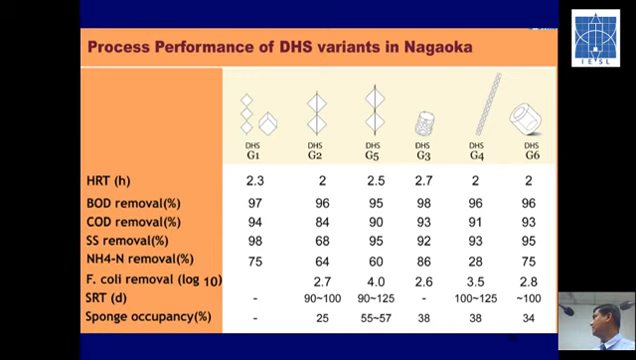 Process Performance of DHS variants in Nagaoka
IESL
DHS DHS DHS DHS DHS DHS
G1 G2 G5 G3 G4 G6
HRT (h) 2.3 2 2.5 2.7 2 2
BOD removal(%) 97 96 95 98 96 96
COD removal(%) 94 84 90 93 91 93
SS removal(%) 98 68 95 92 93 95
NH4-N removal(%) 75 64 60 86 28 75
F. coli removal (log 10) 2.7 4.0 2.6 3.5 2.8
SRT (d) - 90~100 90~125 - 100~125 ~100
Sponge occupancy(%) - 25 55~57 38 38 34